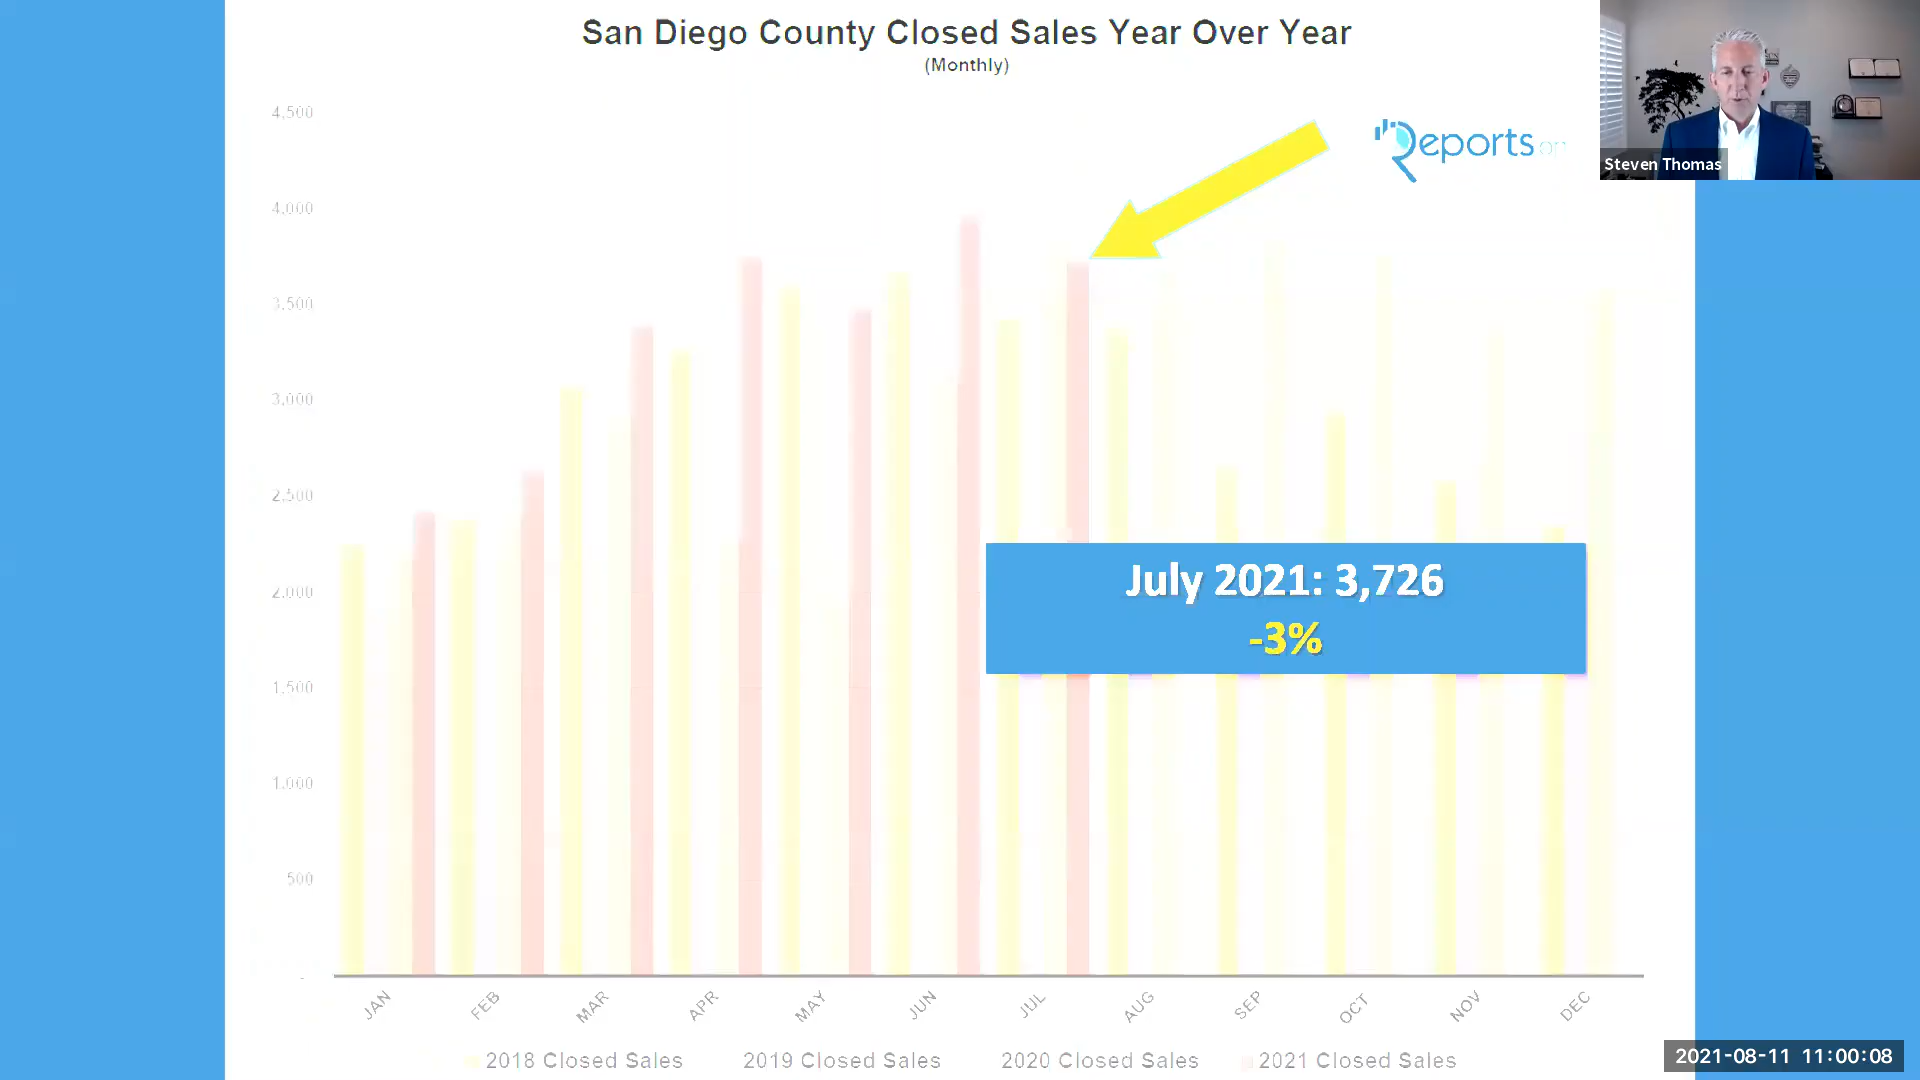 San Diego County Closed Sales Year Over Year
(Monthly)
Reports on
Steven Thomas
4,500
4,000
3,500
3,000
2,500
2,000
1,500
1,000
500
-
July 2021: 3,726
-3%
JAN FEB MAR APR MAY JUN JUL AUG SEP OCT NOV DEC
2018 Closed Sales 2019 Closed Sales 2020 Closed Sales 2021 Closed Sales
2021-08-11 11:00:08